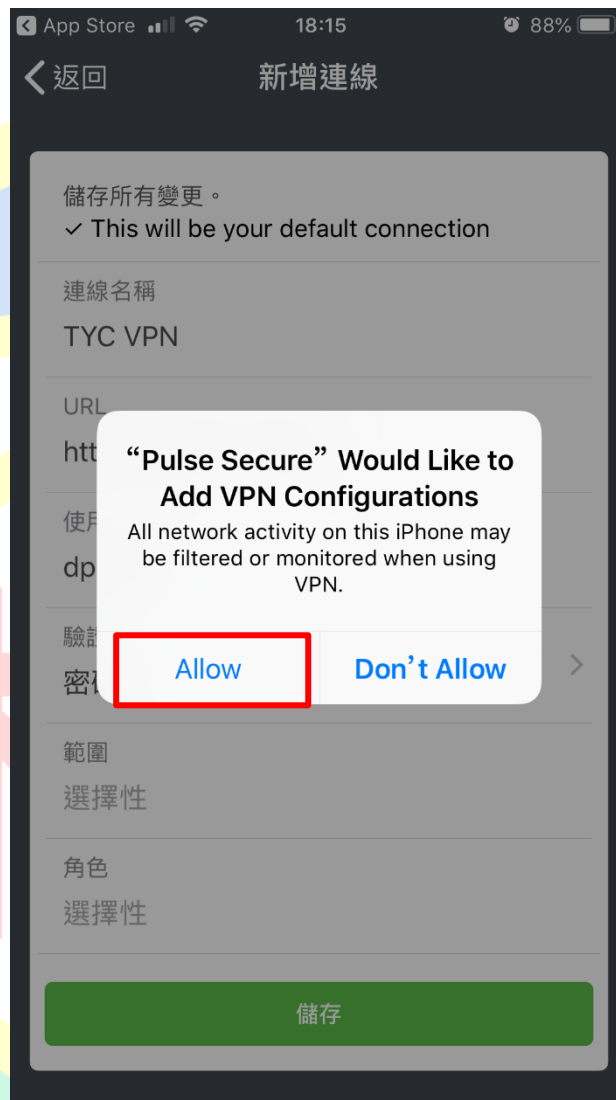 App Store 18:15 88%
返回 新增連線
儲存所有變更。
✓ This will be your default connection
連線名稱
TYC VPN
URL
htt
“Pulse Secure” Would Like to
Add VPN Configurations
All network activity on this iPhone may
be filtered or monitored when using
VPN.
Allow Don’t Allow
範圍
選擇性
角色
選擇性
儲存